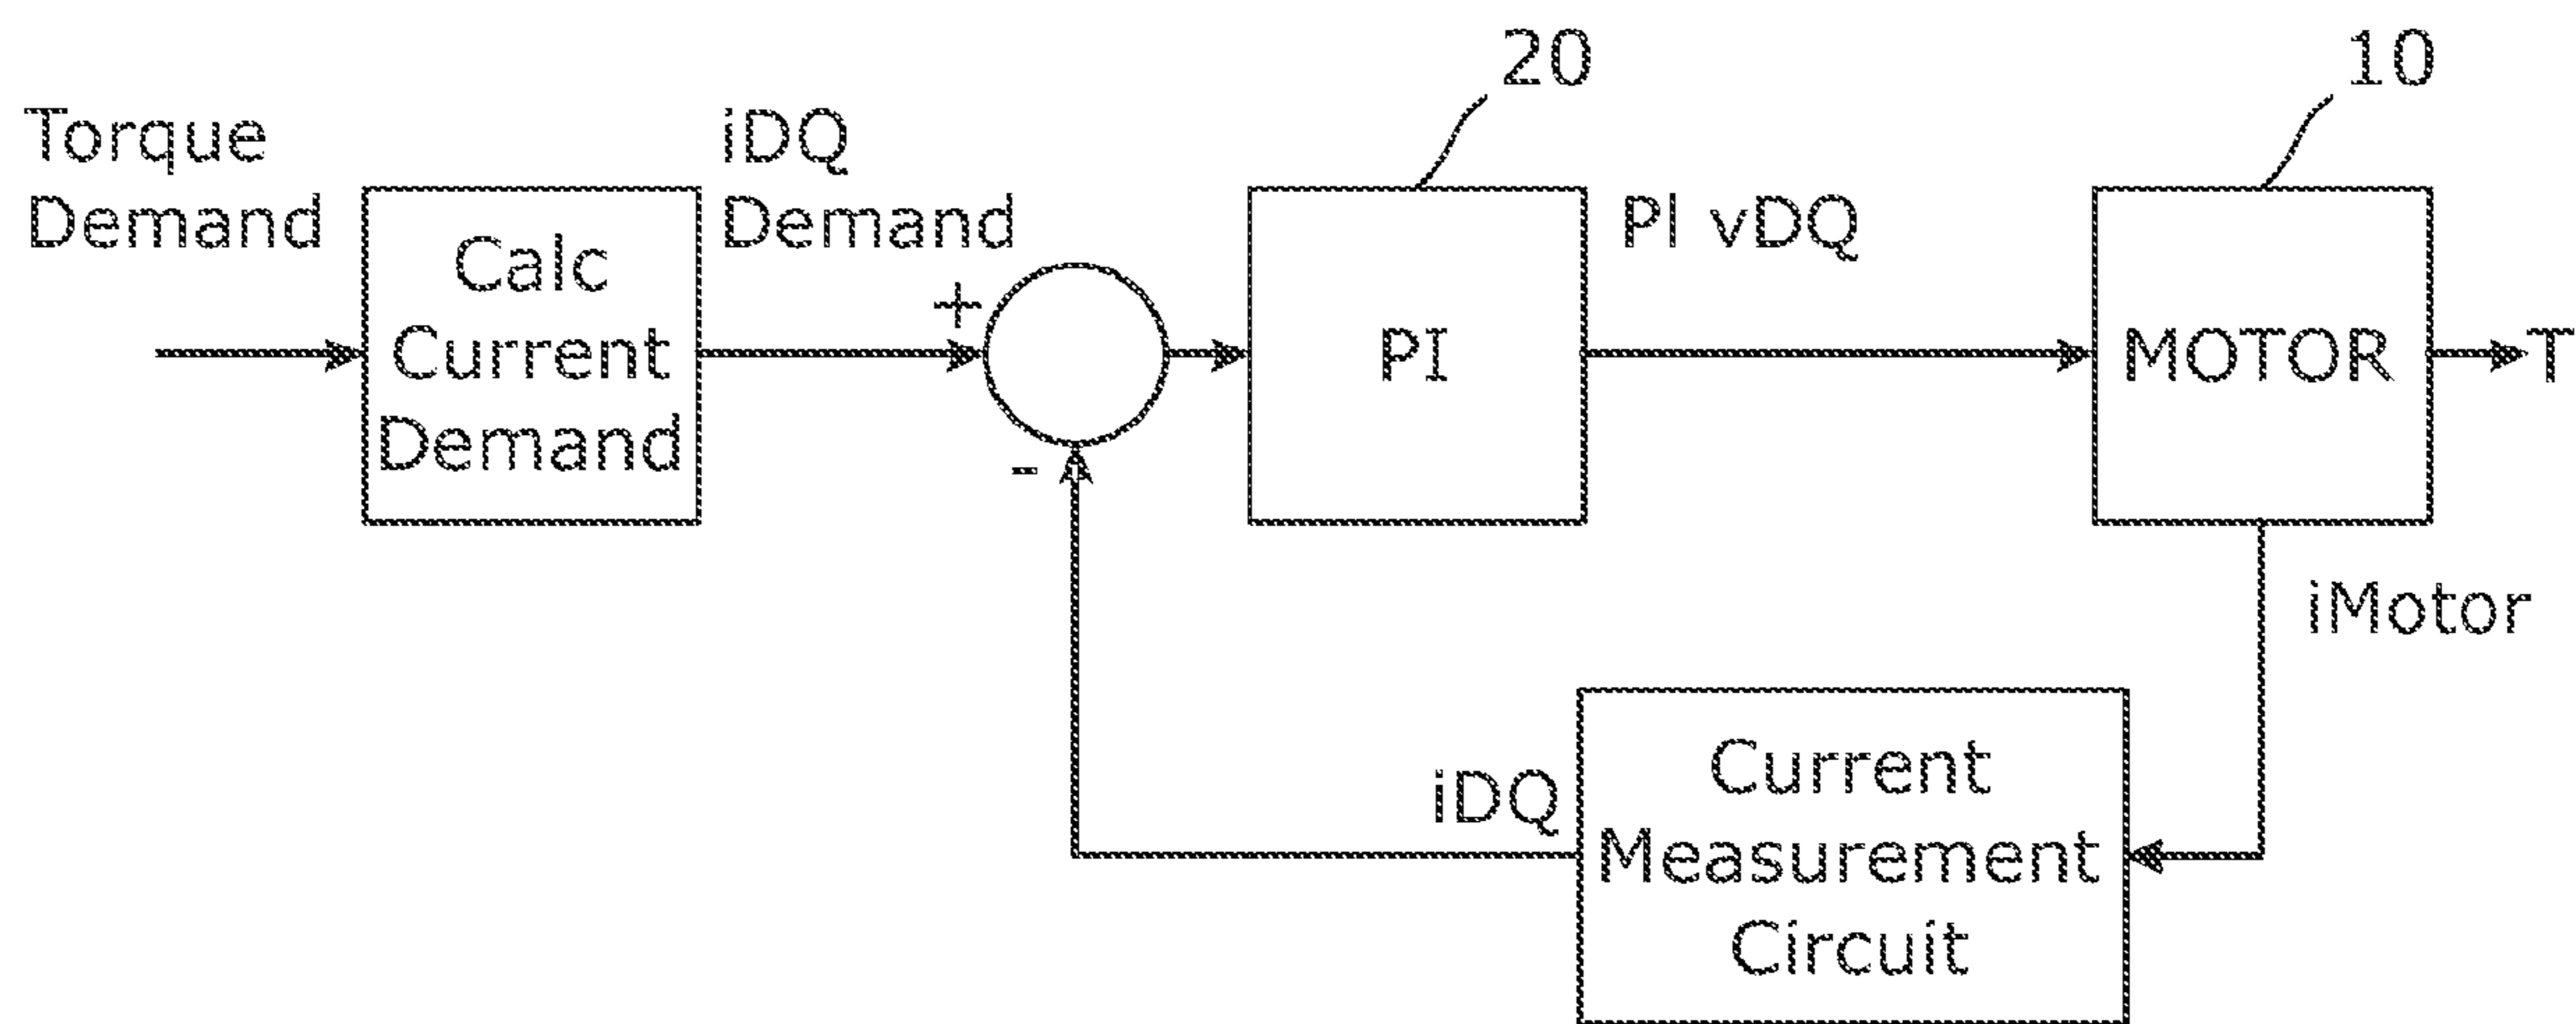 20
10
Torque
Demand
iDQ
Demand
PI vDQ
Calc
Current
Demand
+
-
PI
MOTOR
T
iMotor
iDQ
Current
Measurement
Circuit